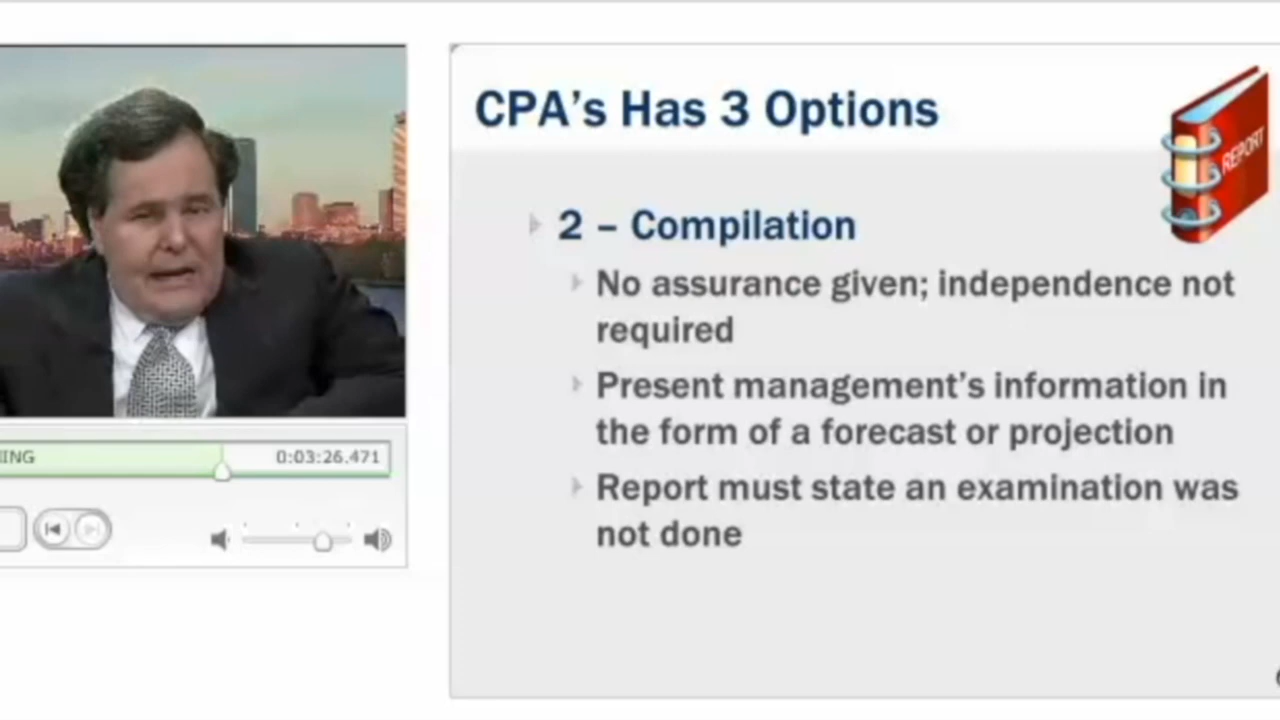 CPA's Has 3 Options
REPORT
2 – Compilation
No assurance given; independence not
required
Present management's information in
the form of a forecast or projection
Report must state an examination was
not done
ING
0:03:26.471